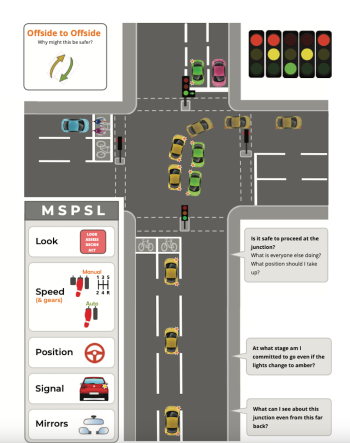 Offside to Offside
Why might this be safer?
MSPSL
Look
LOOK
ASSESS
DECIDE
ACT
Manual
1 3 5
2 4 R
Speed
(& gears)
Auto
Position
Signal
Mirrors
Is it safe to proceed at the
junction?
What is everyone else doing?
What position should I take
up?
At what stage am I
committed to go even if the
lights change to amber?
What can I see about this
junction even from this far
back?